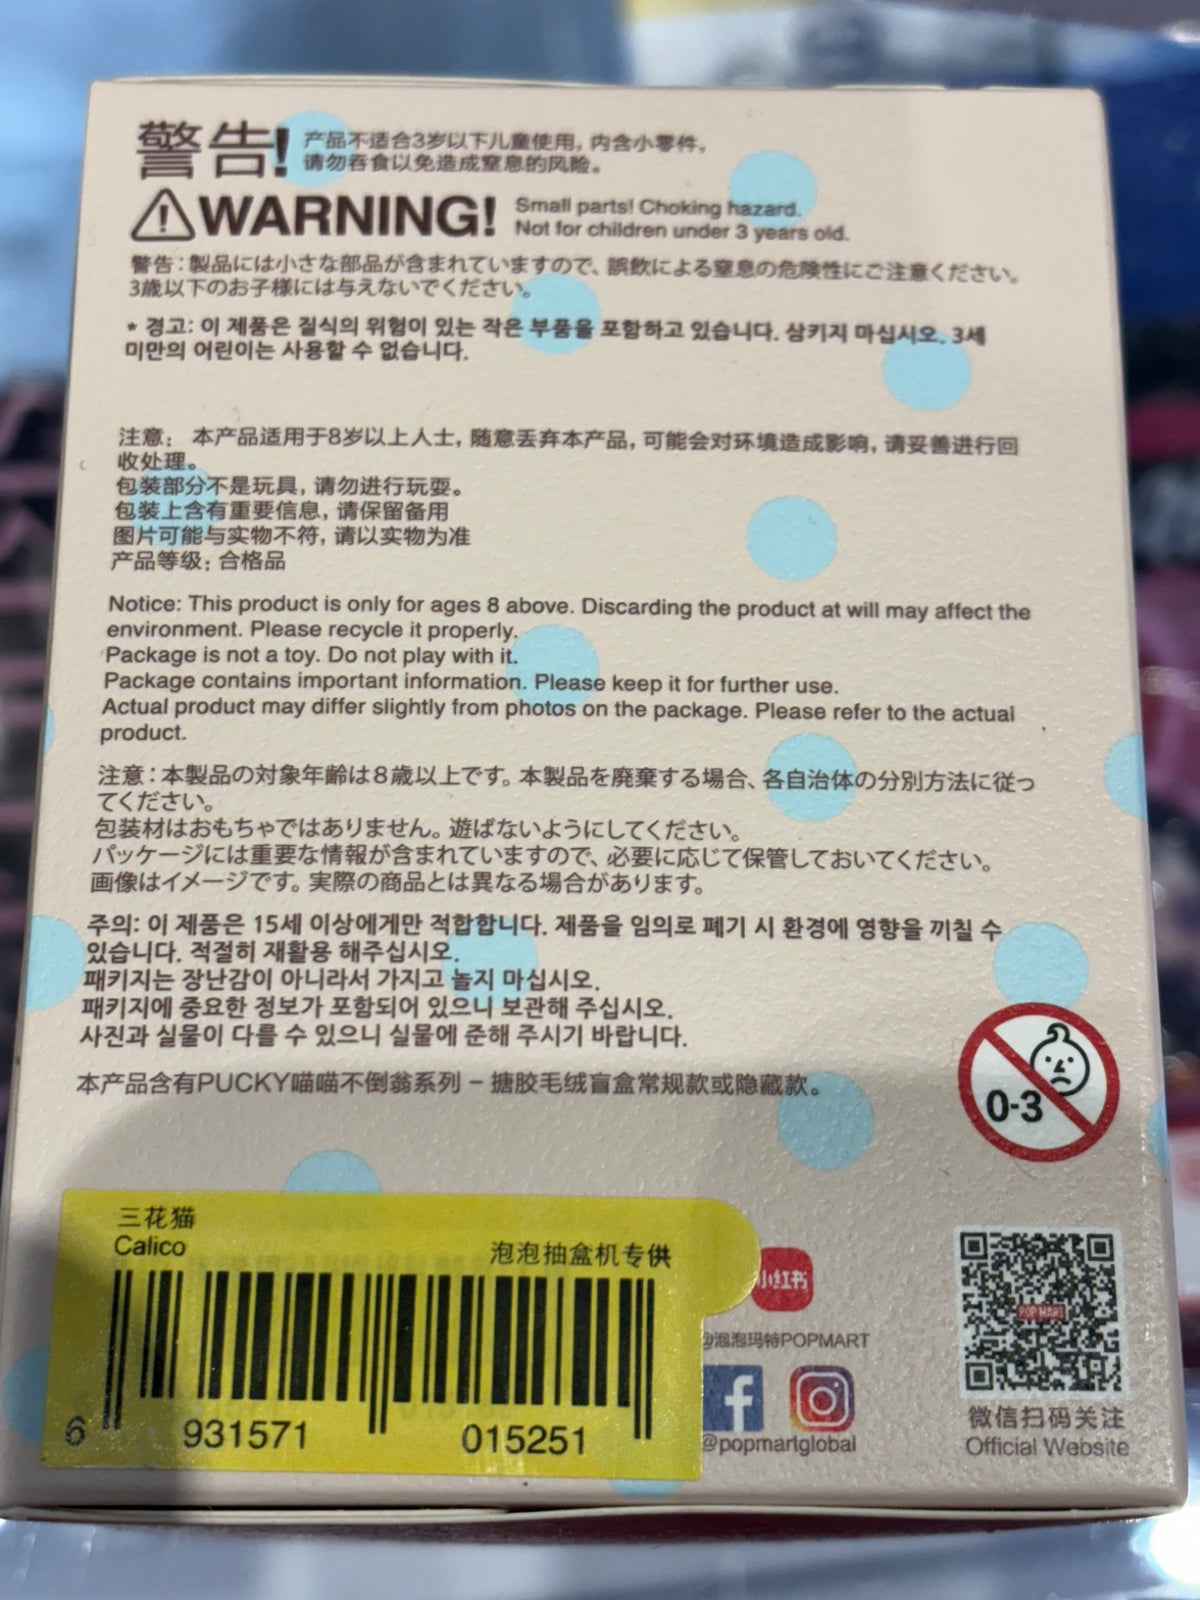 警告! 产品不适合3岁以下儿童使用，内含小零件，
请勿吞食以免造成窒息的风险。
WARNING! Small parts! Choking hazard.
Not for children under 3 years old.
警告：製品には小さな部品が含まれていますので、誤飲による窒息の危険性にご注意ください。
3歳以下のお子様には与えないでください。
* 경고: 이 제품은 질식의 위험이 있는 작은 부품을 포함하고 있습니다. 삼키지 마십시오. 3세
미만의 어린이는 사용할 수 없습니다.
注意： 本产品适用于8岁以上人士，随意丢弃本产品，可能会对环境造成影响，请妥善进行回
收处理。
包装部分不是玩具，请勿进行玩耍。
包装上含有重要信息，请保留备用
图片可能与实物不符，请以实物为准
产品等级：合格品
Notice: This product is only for ages 8 above. Discarding the product at will may affect the
environment. Please recycle it properly.
Package is not a toy. Do not play with it.
Package contains important information. Please keep it for further use.
Actual product may differ slightly from photos on the package. Please refer to the actual
product.
注意：本製品の対象年齢は8歳以上です。本製品を廃棄する場合、各自治体の分別方法に従っ
てください。
包装材はおもちゃではありません。遊ばないようにしてください。
パッケージには重要な情報が含まれていますので、必要に応じて保管しておいてください。
画像はイメージです。実際の商品とは異なる場合があります。
주의: 이 제품은 15세 이상에게만 적합합니다. 제품을 임의로 폐기 시 환경에 영향을 끼칠 수
있습니다. 적절히 재활용 해주십시오.
패키지는 장난감이 아니라서 가지고 놀지 마십시오.
패키지에 중요한 정보가 포함되어 있으니 보관해 주십시오.
사진과 실물이 다를 수 있으니 실물에 준해 주시기 바랍니다.
本产品含有PUCKY喵喵不倒翁系列 – 搪胶毛绒盲盒常规款或隐藏款。
0-3
三花猫
Calico
泡泡抽盒机专供
6 931571 015251
小红书
@泡泡玛特POPMART
@popmartglobal
POP MART
微信扫码关注
Official Website